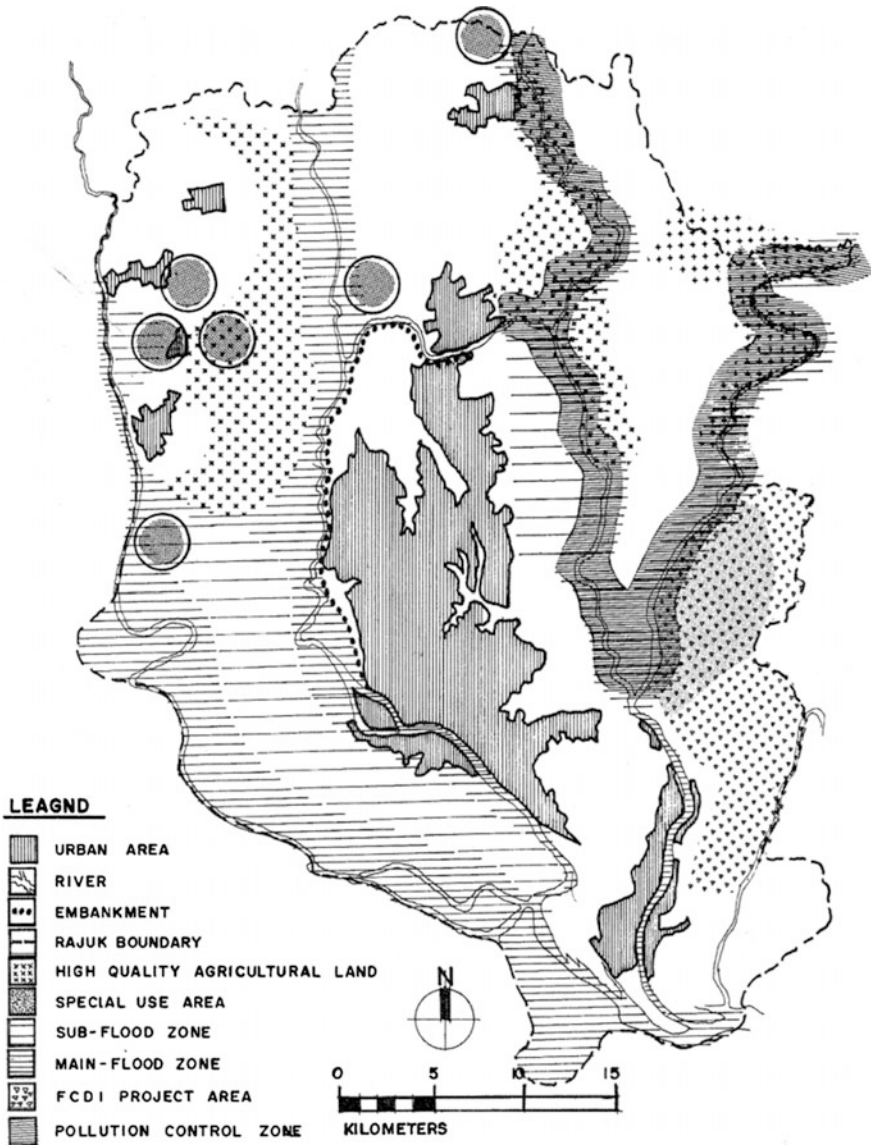 LEAGND
URBAN AREA
RIVER
EMBANKMENT
RAJUK BOUNDARY
HIGH QUALITY AGRICULTURAL LAND
SPECIAL USE AREA
SUB-FLOOD ZONE
MAIN-FLOOD ZONE
FCDI PROJECT AREA
POLLUTION CONTROL ZONE
N
0 5 10 15
KILOMETERS